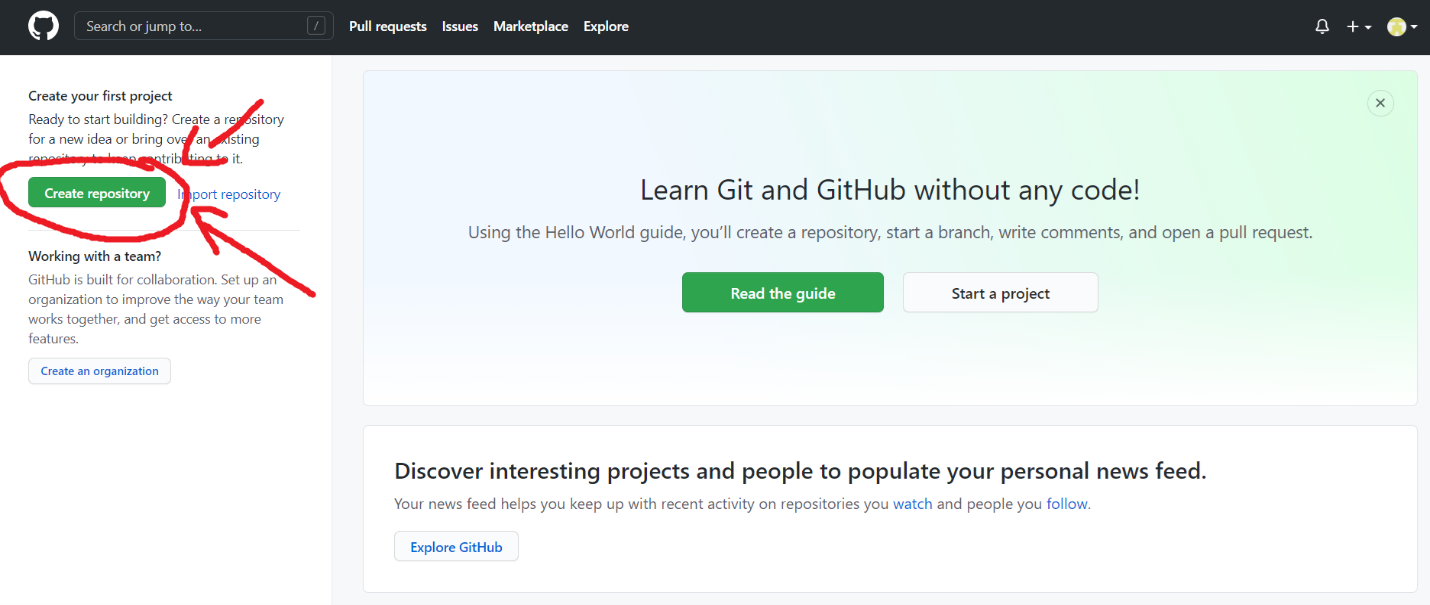 Search or jump to...
/
Pull requests
Issues
Marketplace
Explore
Create your first project
Ready to start building? Create a repository
for a new idea or bring over an existing
repository to keep contributing to it.
Create repository
Import repository
Working with a team?
GitHub is built for collaboration. Set up an
organization to improve the way your team
works together, and get access to more
features.
Create an organization
Learn Git and GitHub without any code!
Using the Hello World guide, you’ll create a repository, start a branch, write comments, and open a pull request.
Read the guide
Start a project
Discover interesting projects and people to populate your personal news feed.
Your news feed helps you keep up with recent activity on repositories you watch and people you follow.
Explore GitHub